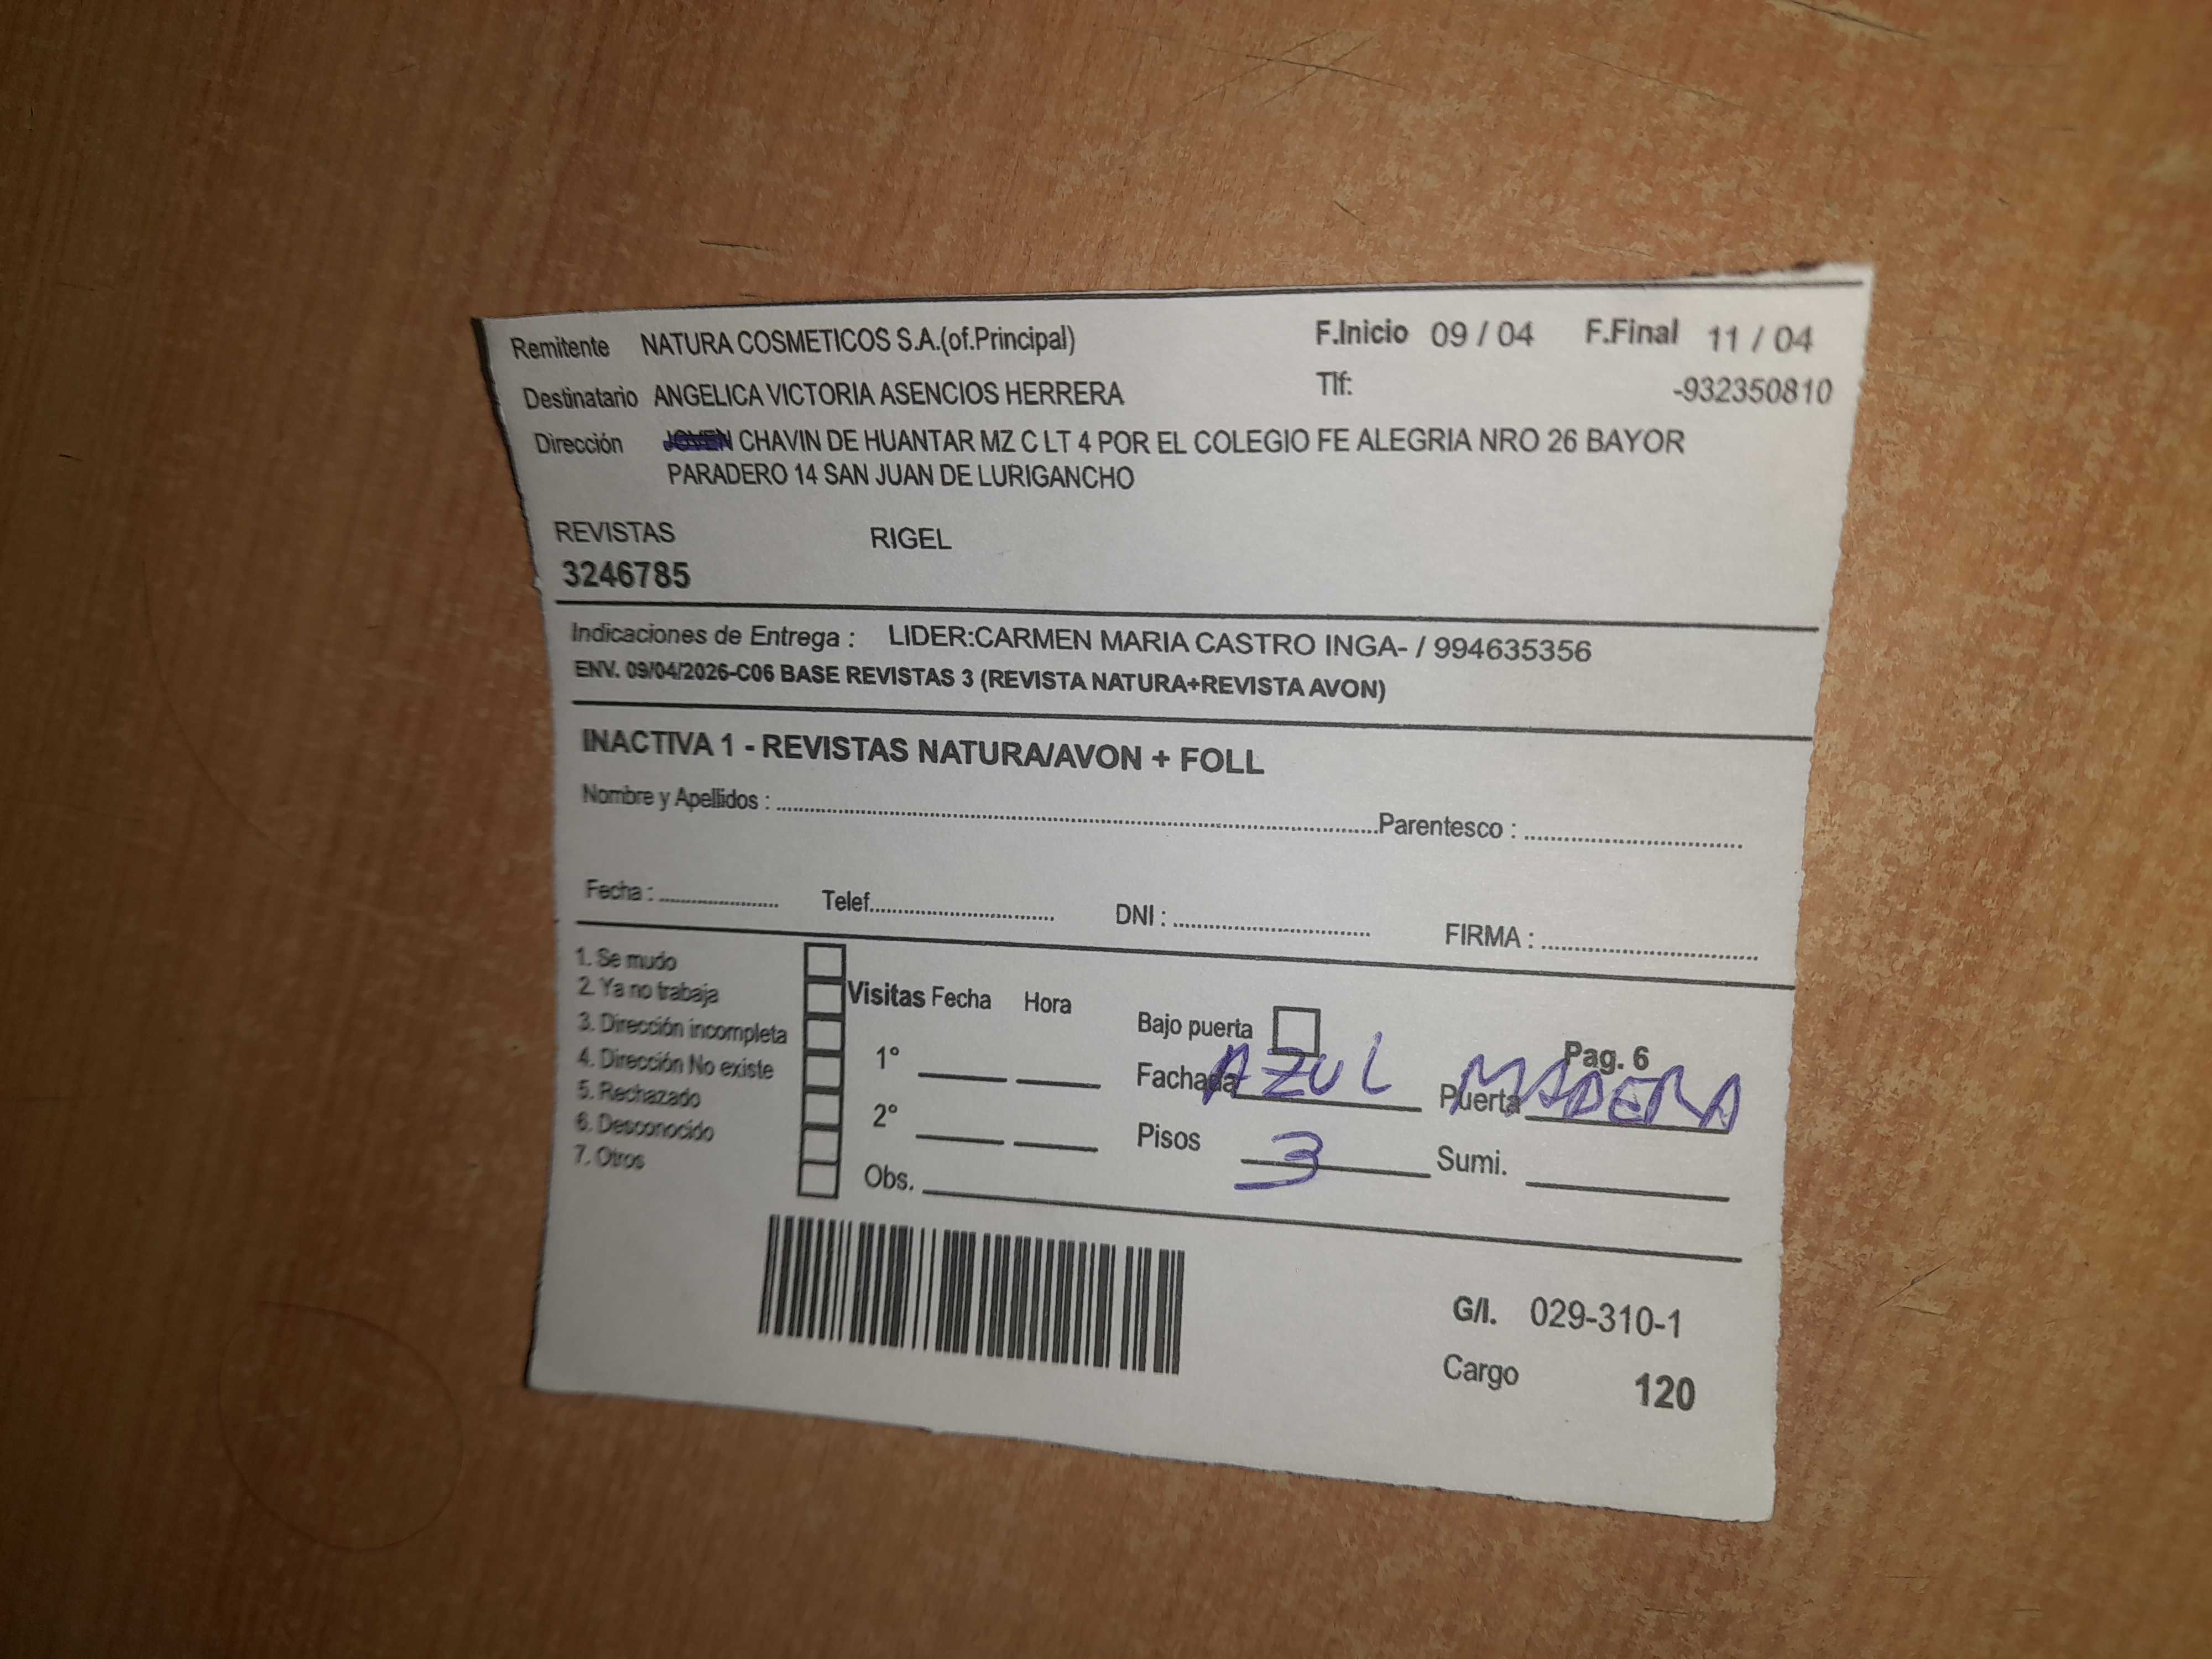 Remitente NATURA COSMETICOS S.A.(of.Principal) F.Inicio 09 / 04 F.Final 11 / 04
Destinatario ANGELICA VICTORIA ASENCIOS HERRERA Tlf: -932350810
Dirección JOVEN CHAVIN DE HUANTAR MZ C LT 4 POR EL COLEGIO FE ALEGRIA NRO 26 BAYOR
PARADERO 14 SAN JUAN DE LURIGANCHO
REVISTAS RIGEL
3246785
Indicaciones de Entrega : LIDER:CARMEN MARIA CASTRO INGA- / 994635356
ENV. 09/04/2026-C06 BASE REVISTAS 3 (REVISTA NATURA+REVISTA AVON)
INACTIVA 1 - REVISTAS NATURA/AVON + FOLL
Nombre y Apellidos : Parentesco :
Fecha : Telef. DNI : FIRMA :
1. Se mudo
2. Ya no trabaja
3. Dirección incompleta
4. Dirección No existe
5. Rechazado
6. Desconocido
7. Otros
Visitas Fecha Hora
1°
2°
Obs.
Bajo puerta Pag. 6
Fachada AZUL Puerta MADERA
Pisos 3 Sumi.
G/I. 029-310-1
Cargo 120